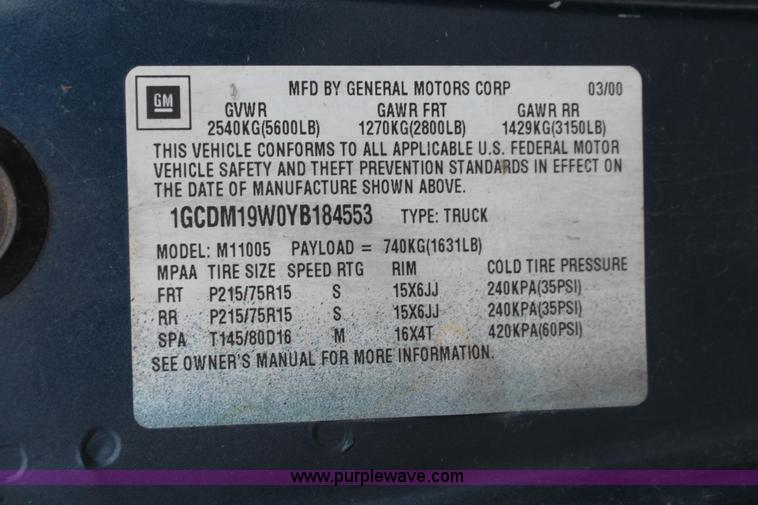 GM
MFD BY GENERAL MOTORS CORP 03/00
GVWR GAWR FRT GAWR RR
2540KG(5600LB) 1270KG(2800LB) 1429KG(3150LB)
THIS VEHICLE CONFORMS TO ALL APPLICABLE U.S. FEDERAL MOTOR
VEHICLE SAFETY AND THEFT PREVENTION STANDARDS IN EFFECT ON
THE DATE OF MANUFACTURE SHOWN ABOVE.
1GCDM19W0YB184553 TYPE: TRUCK
MODEL: M11005 PAYLOAD = 740KG(1631LB)
MPAA TIRE SIZE SPEED RTG RIM COLD TIRE PRESSURE
FRT P215/75R15 S 15X6JJ 240KPA(35PSI)
RR P215/75R15 S 15X6JJ 240KPA(35PSI)
SPA T145/80D16 M 16X4T 420KPA(60PSI)
SEE OWNER'S MANUAL FOR MORE INFORMATION.
www.purplewave.com